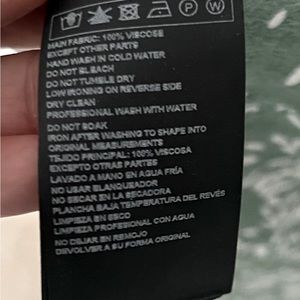 MAIN FABRIC: 100% VISCOSE
EXCEPT OTHER PARTS
HAND WASH IN COLD WATER
DO NOT BLEACH
DO NOT TUMBLE DRY
LOW IRONING ON REVERSE SIDE
DRY CLEAN
PROFESSIONAL WASH WITH WATER
DO NOT SOAK
IRON AFTER WASHING TO SHAPE INTO
ORIGINAL MEASUREMENTS
TEJIDO PRINCIPAL: 100% VISCOSA
EXCEPTO OTRAS PARTES
LAVADO A MANO EN AGUA FRÍA
NO USAR BLANQUEADOR
NO SECAR EN LA SECADORA
PLANCHA BAJA TEMPERATURA DEL REVÉS
LIMPIEZA EN ESCO
LIMPIEZA PROFESIONAL CON AGUA
NO DEJAR EN REMOJO
DEVOLVER A SU FORMA ORIGINAL